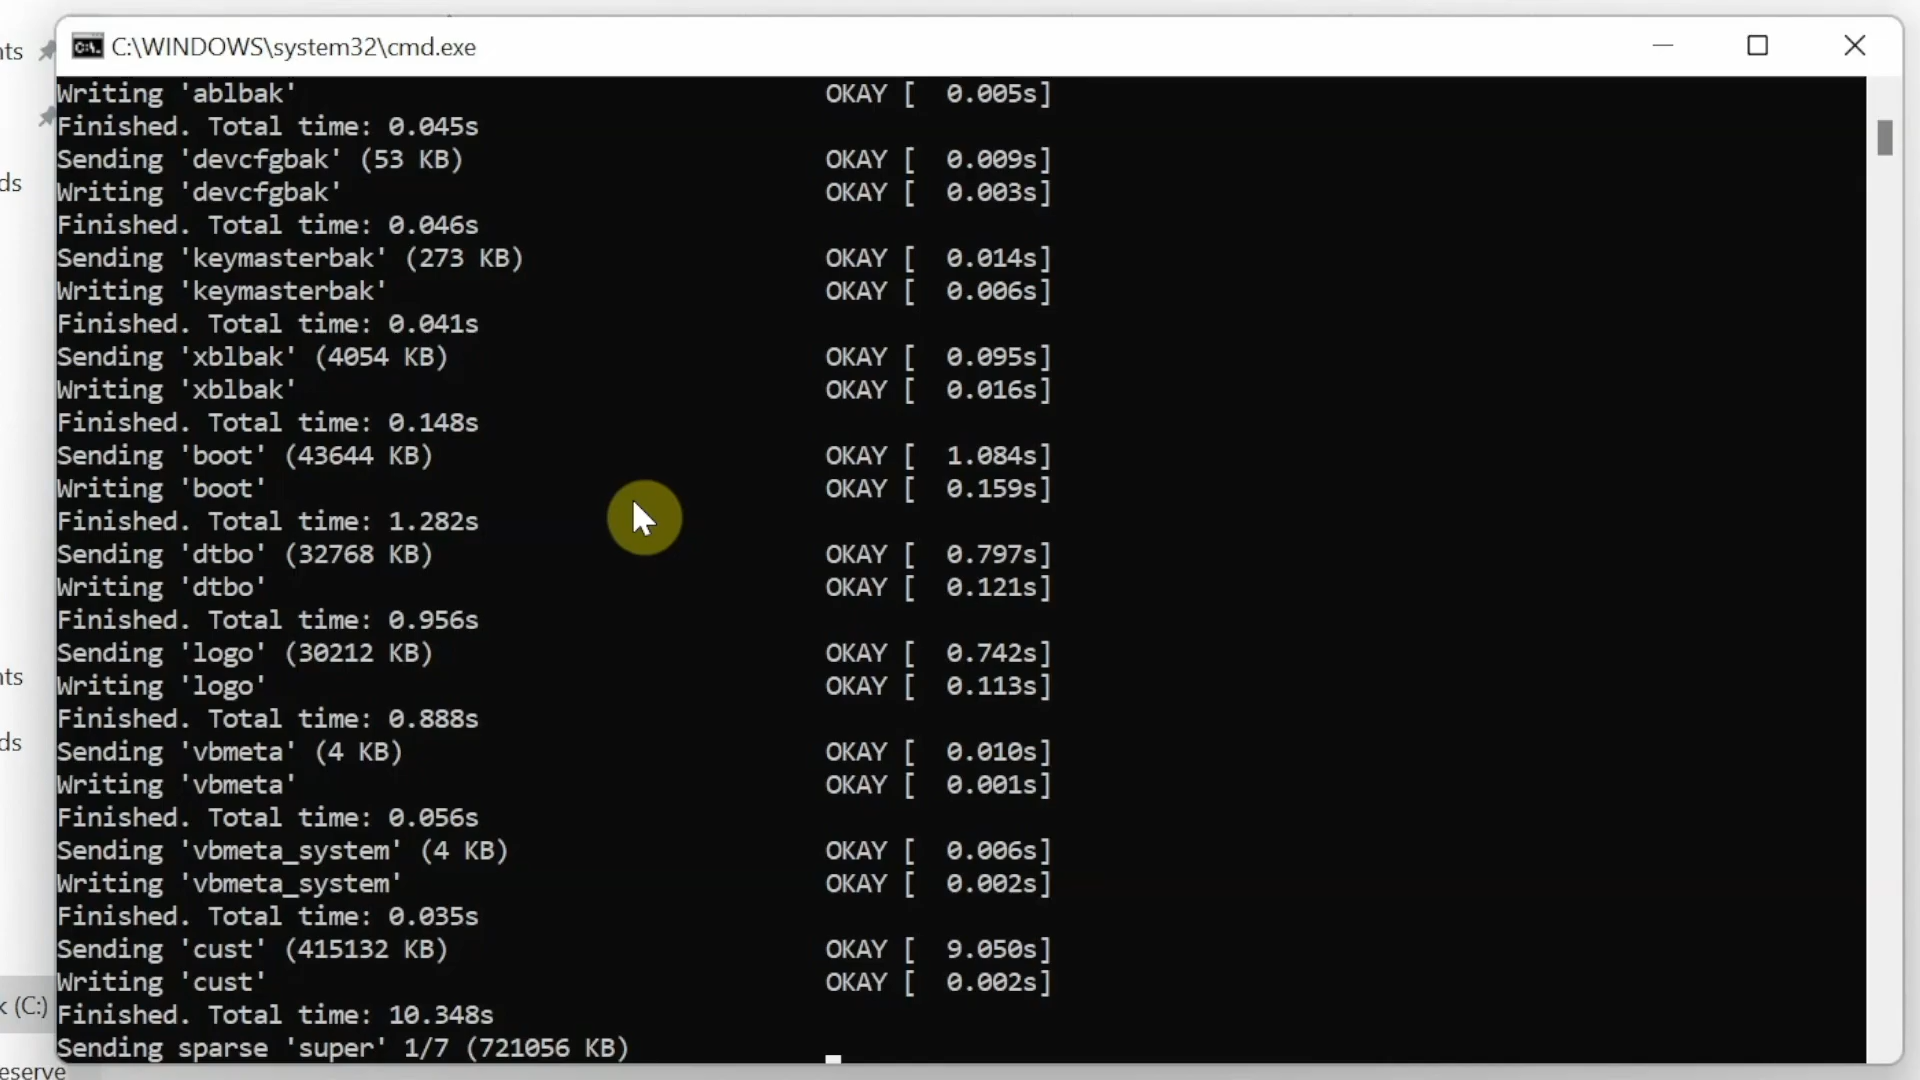 nts
C:\WINDOWS\system32\cmd.exe
Writing 'ablbak' OKAY [ 0.005s]
Finished. Total time: 0.045s
Sending 'devcfgbak' (53 KB) OKAY [ 0.009s]
ds
Writing 'devcfgbak' OKAY [ 0.003s]
Finished. Total time: 0.046s
Sending 'keymasterbak' (273 KB) OKAY [ 0.014s]
Writing 'keymasterbak' OKAY [ 0.006s]
Finished. Total time: 0.041s
Sending 'xblbak' (4054 KB) OKAY [ 0.095s]
Writing 'xblbak' OKAY [ 0.016s]
Finished. Total time: 0.148s
Sending 'boot' (43644 KB) OKAY [ 1.084s]
Writing 'boot' OKAY [ 0.159s]
Finished. Total time: 1.282s
Sending 'dtbo' (32768 KB) OKAY [ 0.797s]
Writing 'dtbo' OKAY [ 0.121s]
Finished. Total time: 0.956s
Sending 'logo' (30212 KB) OKAY [ 0.742s]
nts
Writing 'logo' OKAY [ 0.113s]
Finished. Total time: 0.888s
ds
Sending 'vbmeta' (4 KB) OKAY [ 0.010s]
Writing 'vbmeta' OKAY [ 0.001s]
Finished. Total time: 0.056s
Sending 'vbmeta_system' (4 KB) OKAY [ 0.006s]
Writing 'vbmeta_system' OKAY [ 0.002s]
Finished. Total time: 0.035s
Sending 'cust' (415132 KB) OKAY [ 9.050s]
Writing 'cust' OKAY [ 0.002s]
k (C:)
Finished. Total time: 10.348s
Sending sparse 'super' 1/7 (721056 KB)
eserve